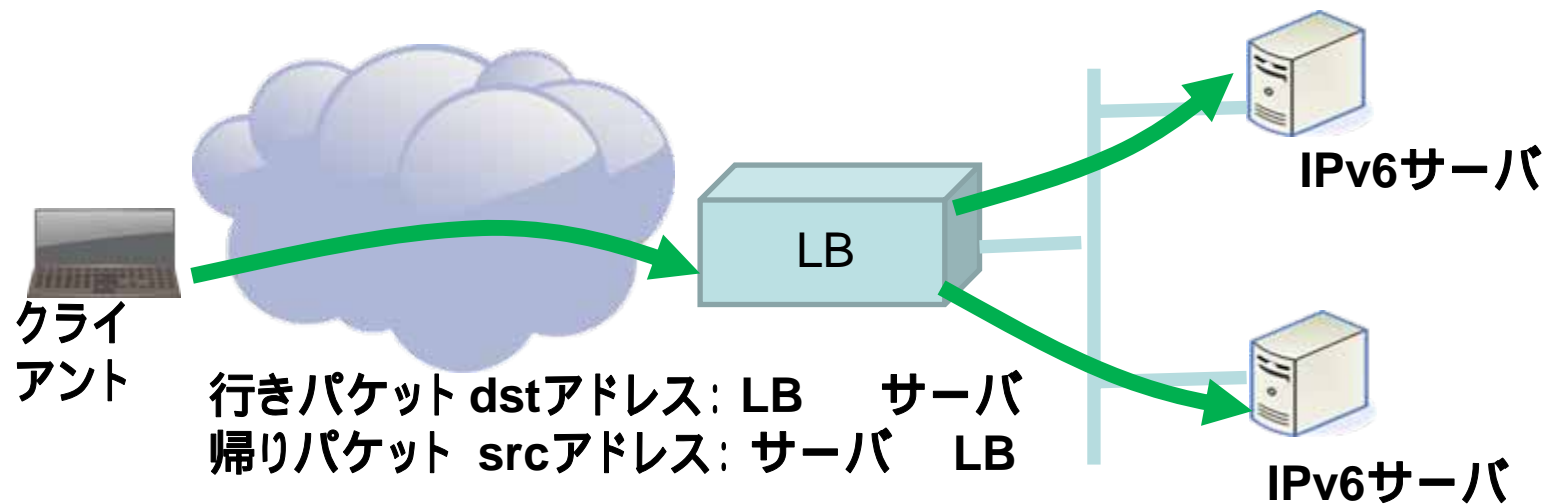 IPv6サーバ
LB
クライ
アント
行きパケット dstアドレス: LB サーバ
帰りパケット srcアドレス: サーバ LB
IPv6サーバ